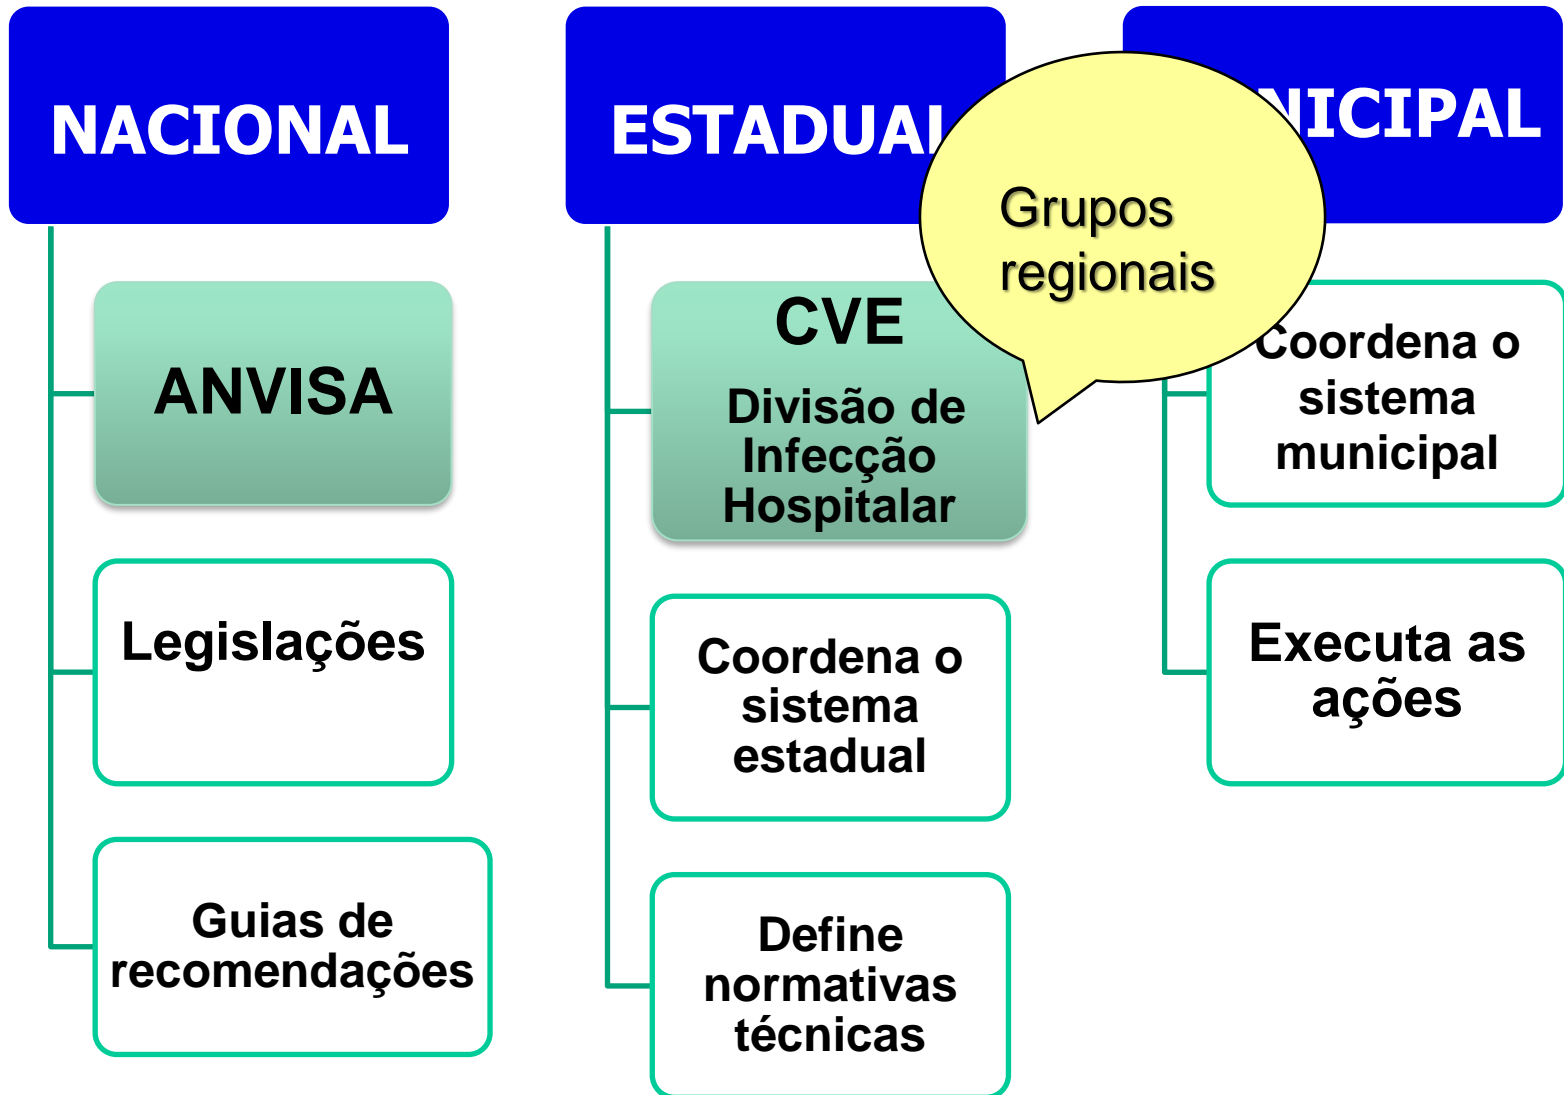 NACIONAL
ANVISA
Legislações
Guias de
recomendações
ESTADUAL
CVE
Divisão de
Infecção
Hospitalar
Coordena o
sistema
estadual
Define
normativas
técnicas
Grupos
regionais
NICIPAL
Coordena o
sistema
municipal
Executa as
ações